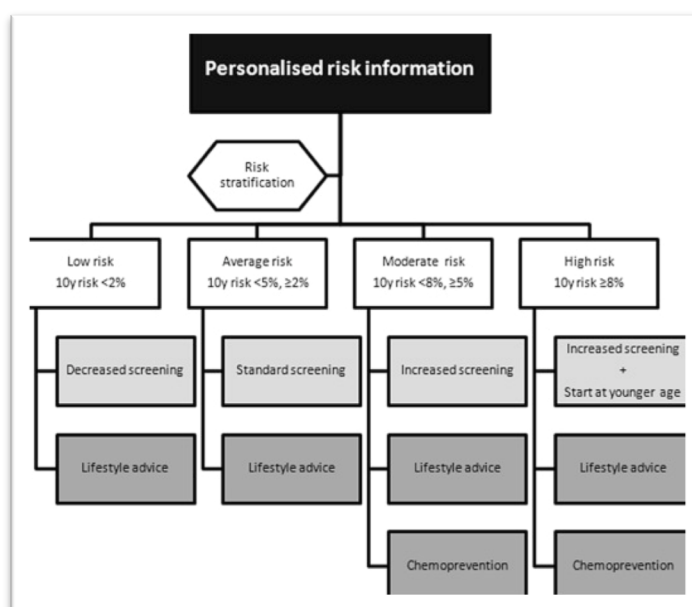 Personalised risk information
Risk
stratification
Low risk
10y risk <2%
Average risk
10y risk <5%, ≥2%
Moderate risk
10y risk <8%, ≥5%
High risk
10y risk ≥8%
Decreased screening
Standard screening
Increased screening
Increased screening
+
Start at younger age
Lifestyle advice
Lifestyle advice
Lifestyle advice
Lifestyle advice
Chemoprevention
Chemoprevention